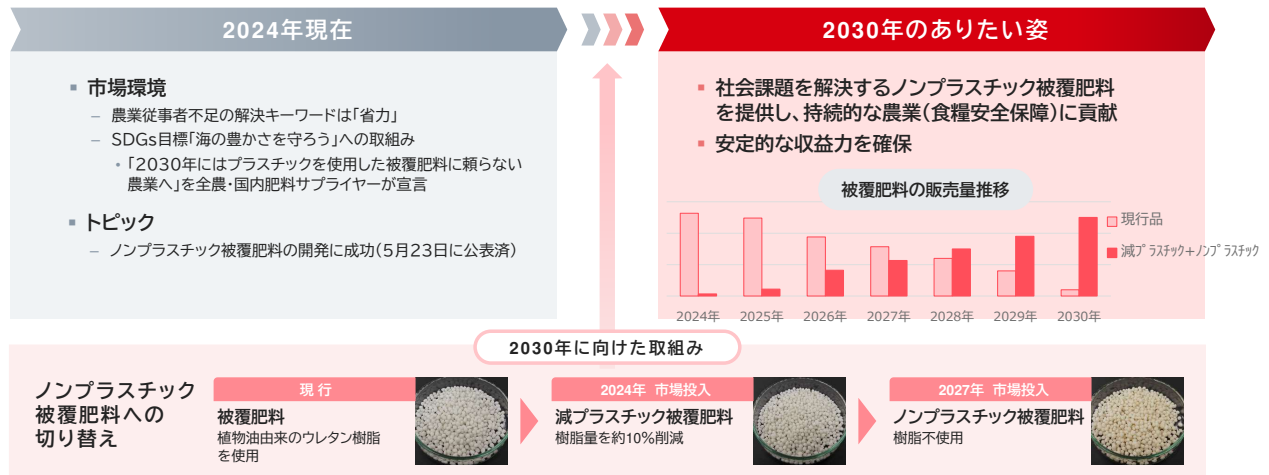 2024年現在
2030年のありたい姿
▪ 市場環境
– 農業従事者不足の解決キーワードは「省力」
– SDGs目標「海の豊かさを守ろう」への取組み
・「2030年にはプラスチックを使用した被覆肥料に頼らない
農業へ」を全農・国内肥料サプライヤーが宣言
▪ トピック
– ノンプラスチック被覆肥料の開発に成功(5月23日に公表済)
▪ 社会課題を解決するノンプラスチック被覆肥料
を提供し、持続的な農業(食糧安全保障)に貢献
▪ 安定的な収益力を確保
被覆肥料の販売量推移
現行品
減プラスチック+ノンプラスチック
2024年 2025年 2026年 2027年 2028年 2029年 2030年
2030年に向けた取組み
ノンプラスチック
被覆肥料への
切り替え
現 行
被覆肥料
植物油由来のウレタン樹脂
を使用
2024年 市場投入
減プラスチック被覆肥料
樹脂量を約10%削減
2027年 市場投入
ノンプラスチック被覆肥料
樹脂不使用